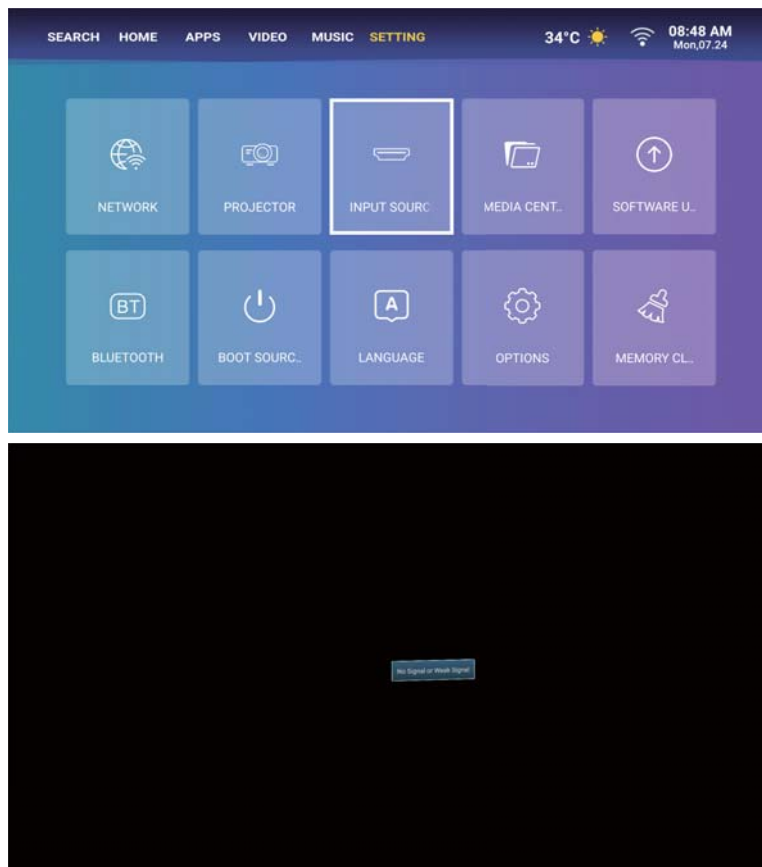 SEARCH HOME APPS VIDEO MUSIC SETTING 34°C 08:48 AM
Mon,07.24
NETWORK PROJECTOR INPUT SOURC MEDIA CENT.. SOFTWARE U..
BT A
BLUETOOTH BOOT SOURC.. LANGUAGE OPTIONS MEMORY CL..
No Signal or Weak Signal